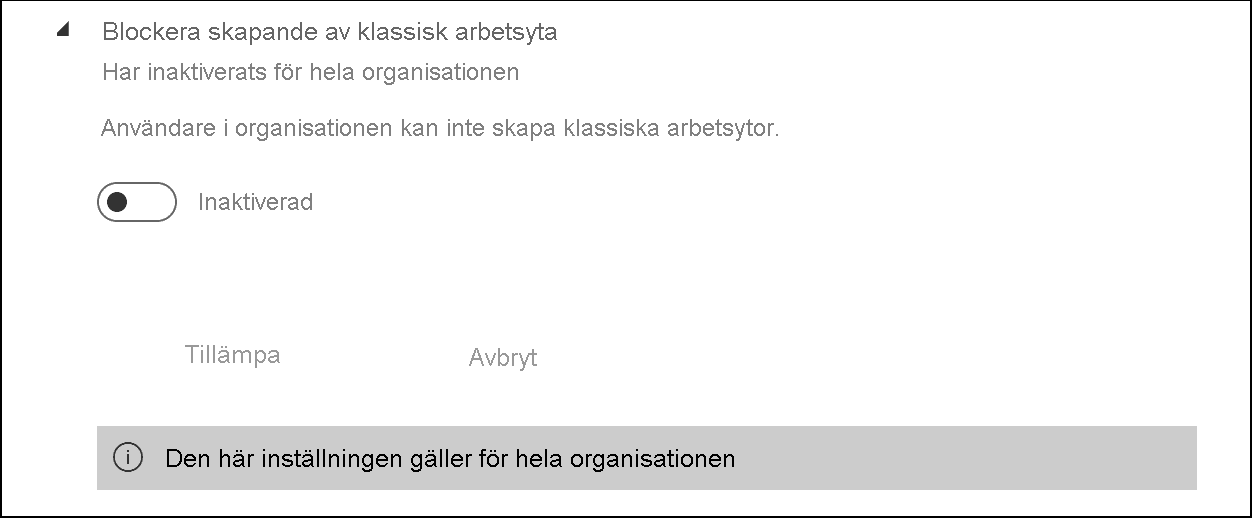 Blockera skapande av klassisk arbetsyta
Har inaktiverats för hela organisationen
Användare i organisationen kan inte skapa klassiska arbetsytor.
Inaktiverad
Tillämpa Avbryt
Den här inställningen gäller för hela organisationen